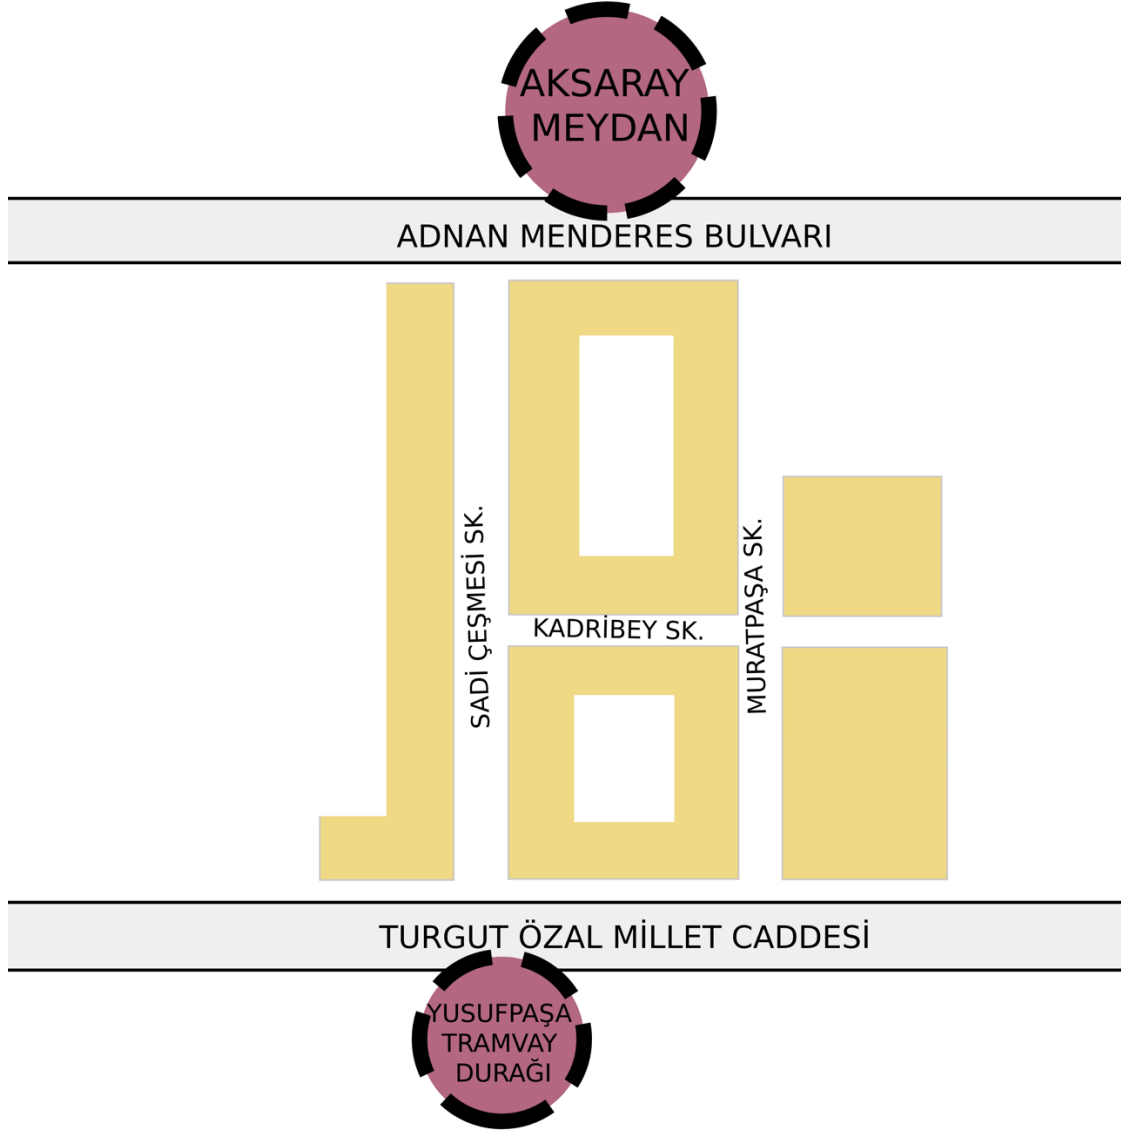 AKSARAY
MEYDAN
ADNAN MENDERES BULVARI
SADİ ÇEŞMESİ SK.
KADRİBEY SK.
MURATPAŞA SK.
TURGUT ÖZAL MİLLET CADDESİ
YUSUFPAŞA
TRAMVAY
DURAĞI